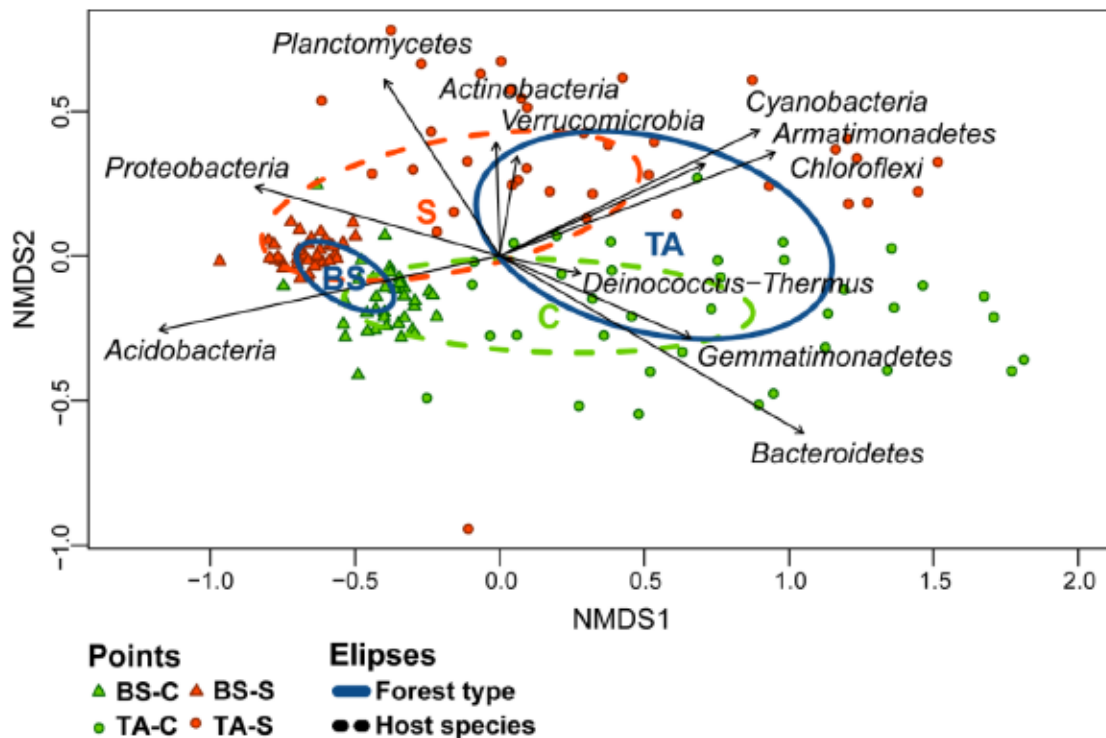 Planctomycetes
Actinobacteria
Cyanobacteria
Verrucomicrobia
Armatimonadetes
Proteobacteria
Chloroflexi
S
TA
BS
Deinococcus−Thermus
C
Acidobacteria
Gemmatimonadetes
Bacteroidetes
NMDS2
0.5
0.0
−0.5
−1.0
−1.0 −0.5 0.0 0.5 1.0 1.5 2.0
NMDS1
Points Elipses
BS-C BS-S Forest type
TA-C TA-S Host species